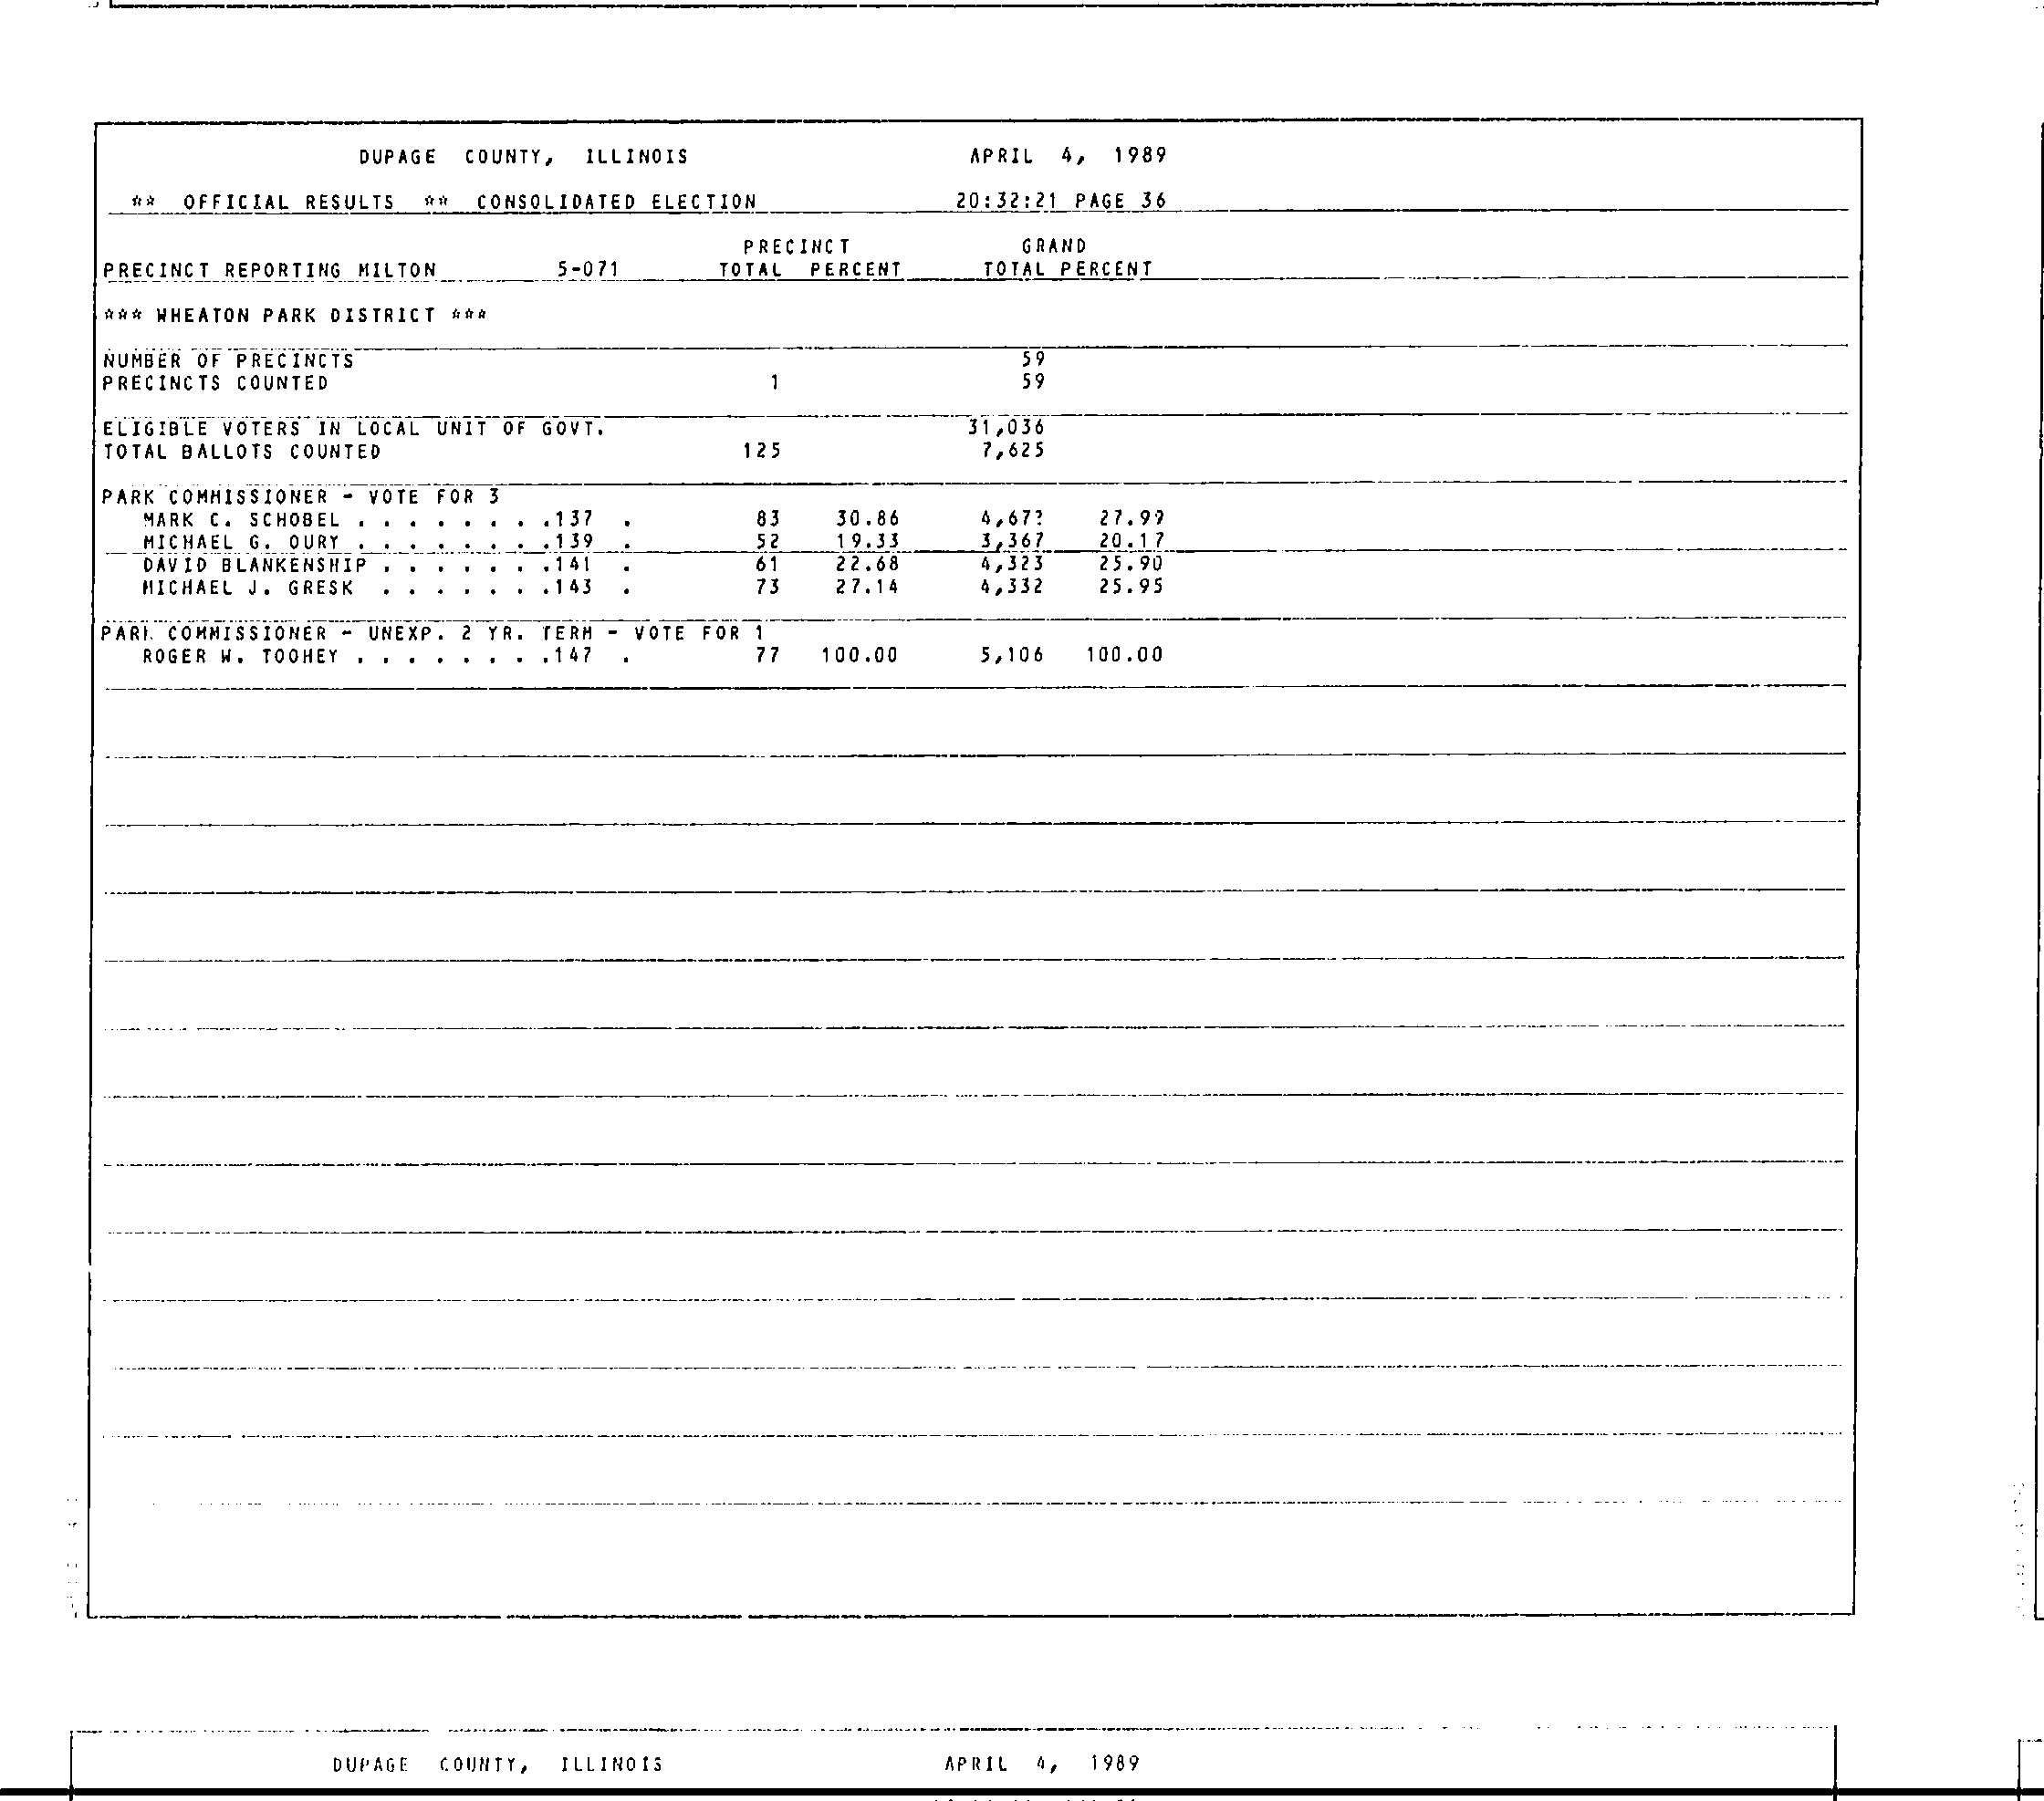 DUPAGE COUNTY, ILLINOIS APRIL 4, 1989
** OFFICIAL RESULTS ** CONSOLIDATED ELECTION 20:32:21 PAGE 36
PRECINCT GRAND
PRECINCT REPORTING MILTON 5-071 TOTAL PERCENT TOTAL PERCENT
*** WHEATON PARK DISTRICT ***
NUMBER OF PRECINCTS 59
PRECINCTS COUNTED 1 59
ELIGIBLE VOTERS IN LOCAL UNIT OF GOVT. 31,036
TOTAL BALLOTS COUNTED 125 7,625
PARK COMMISSIONER - VOTE FOR 3
MARK C. SCHOBEL . . . . . . . .137 . 83 30.86 4,672 27.99
MICHAEL G. OURY . . . . . . . .139 . 52 19.33 3,367 20.17
DAVID BLANKENSHIP . . . . . . .141 . 61 22.68 4,323 25.90
MICHAEL J. GRESK . . . . . . .143 . 73 27.14 4,332 25.95
PARK COMMISSIONER - UNEXP. 2 YR. TERM - VOTE FOR 1
ROGER W. TOOHEY . . . . . . . .147 . 77 100.00 5,106 100.00
DUPAGE COUNTY, ILLINOIS APRIL 4, 1989